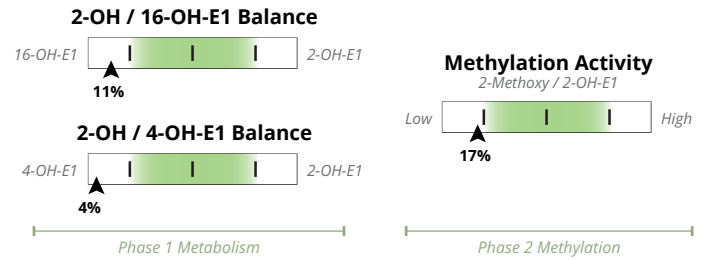 2-OH / 16-OH-E1 Balance
16-OH-E1
2-OH-E1
11%
2-OH / 4-OH-E1 Balance
4-OH-E1
2-OH-E1
4%
Phase 1 Metabolism
Methylation Activity
2-Methoxy / 2-OH-E1
Low
High
17%
Phase 2 Methylation